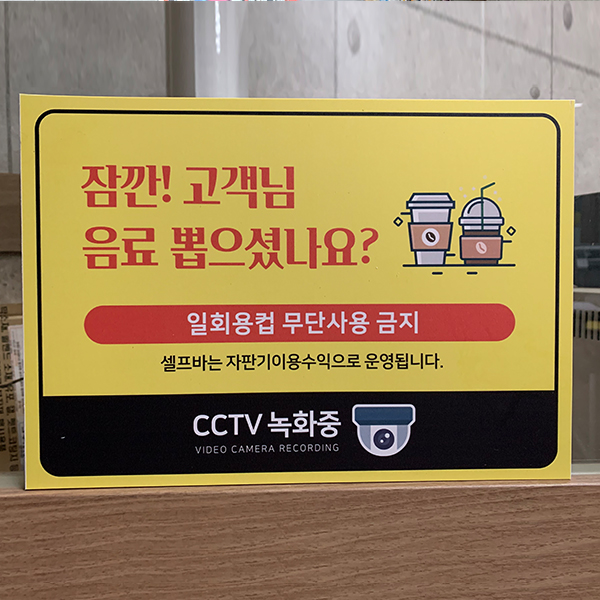 잠깐! 고객님
음료 뽑으셨나요?
일회용컵 무단사용 금지
셀프바는 자판기이용수익으로 운영됩니다.
CCTV 녹화중
VIDEO CAMERA RECORDING